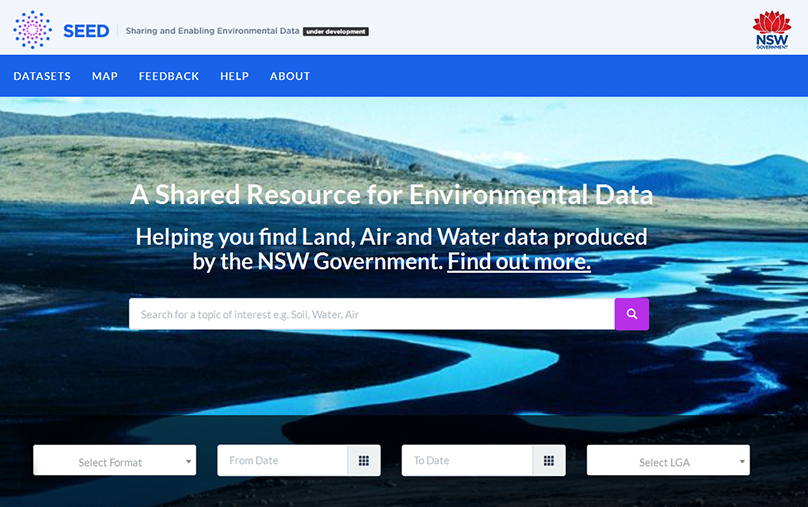 SEED
Sharing and Enabling Environmental Data under development
NSW
GOVERNMENT
DATASETS MAP FEEDBACK HELP ABOUT
A Shared Resource for Environmental Data
Helping you find Land, Air and Water data produced
by the NSW Government. Find out more.
Search for a topic of interest e.g. Soil, Water, Air
Select Format From Date To Date Select LGA